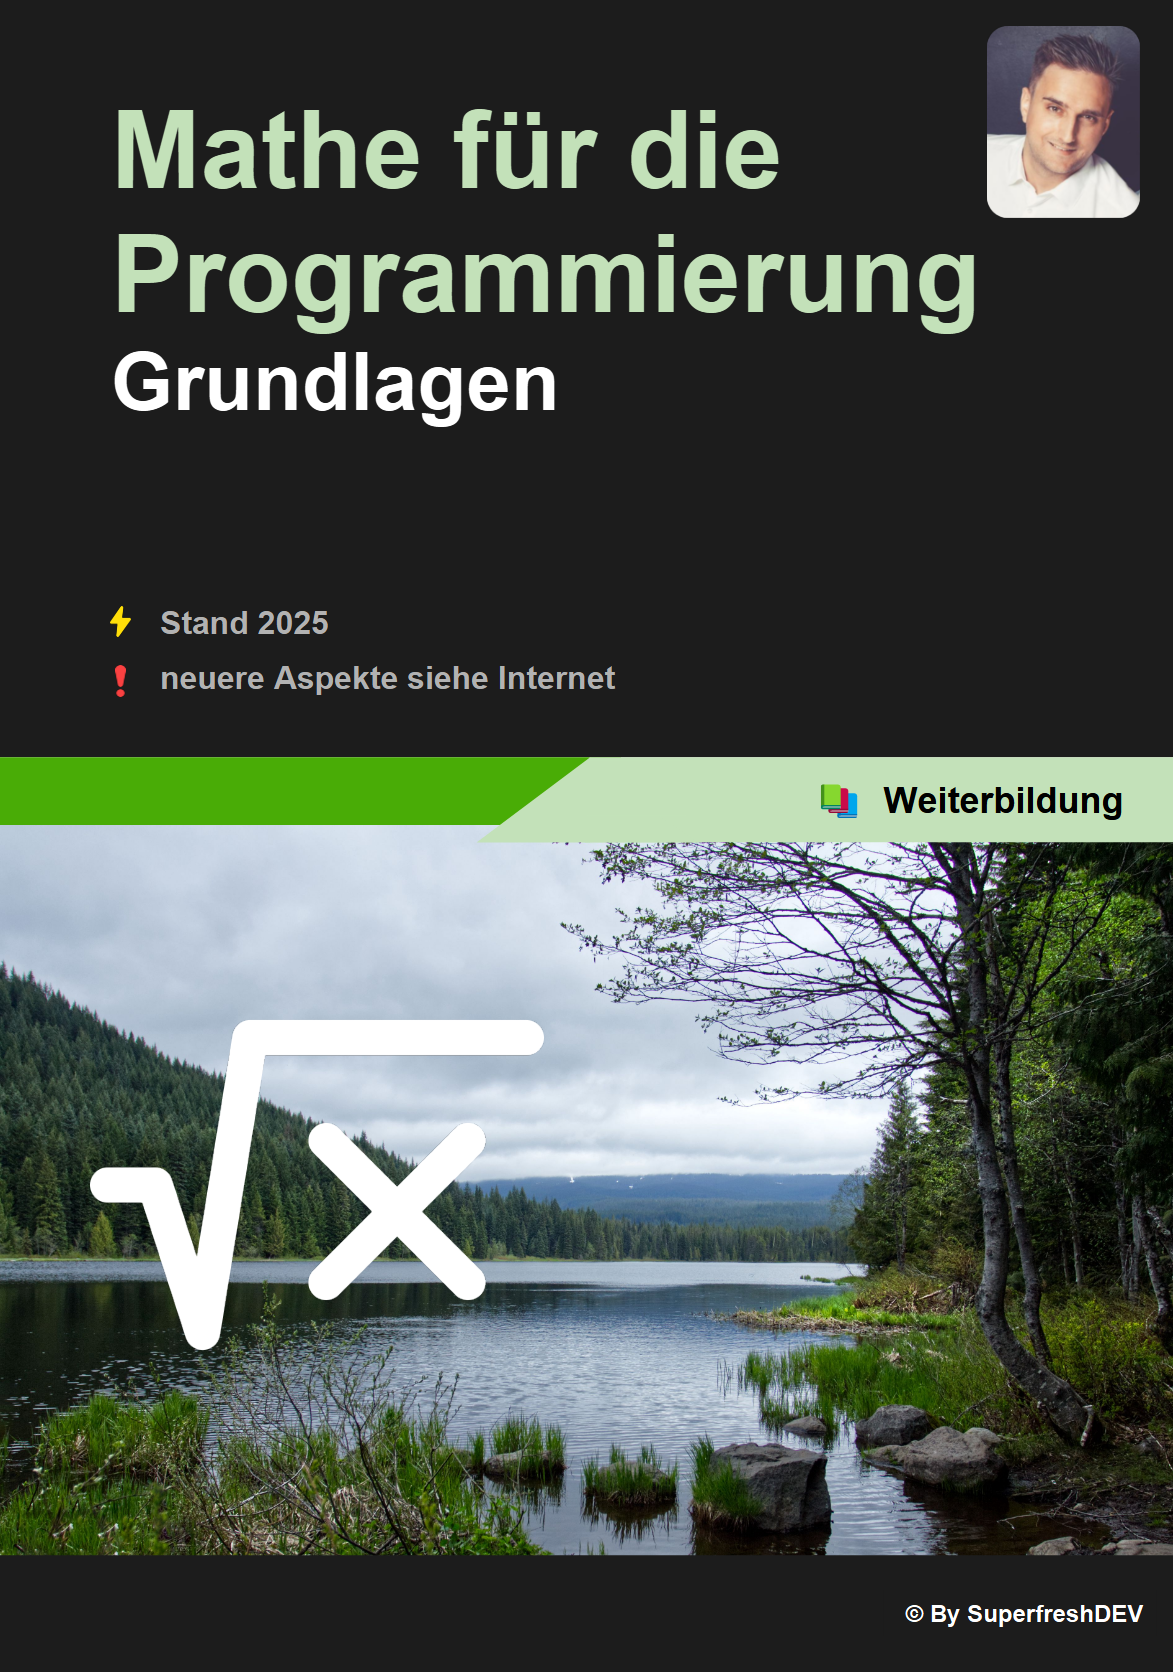 Mathe für die
Programmierung
Grundlagen
Stand 2025
neuere Aspekte siehe Internet
Weiterbildung
√x
© By SuperfreshDEV